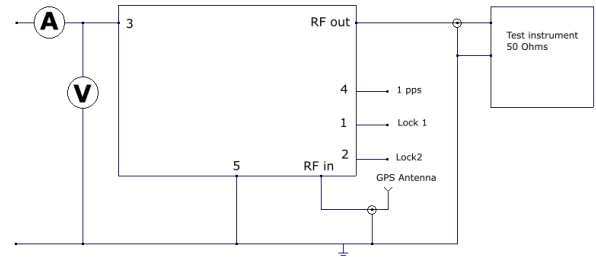 A
3
RF out
Test instrument
50 Ohms
V
4
1 pps
1
Lock 1
2
Lock2
5
RF in
GPS Antenna